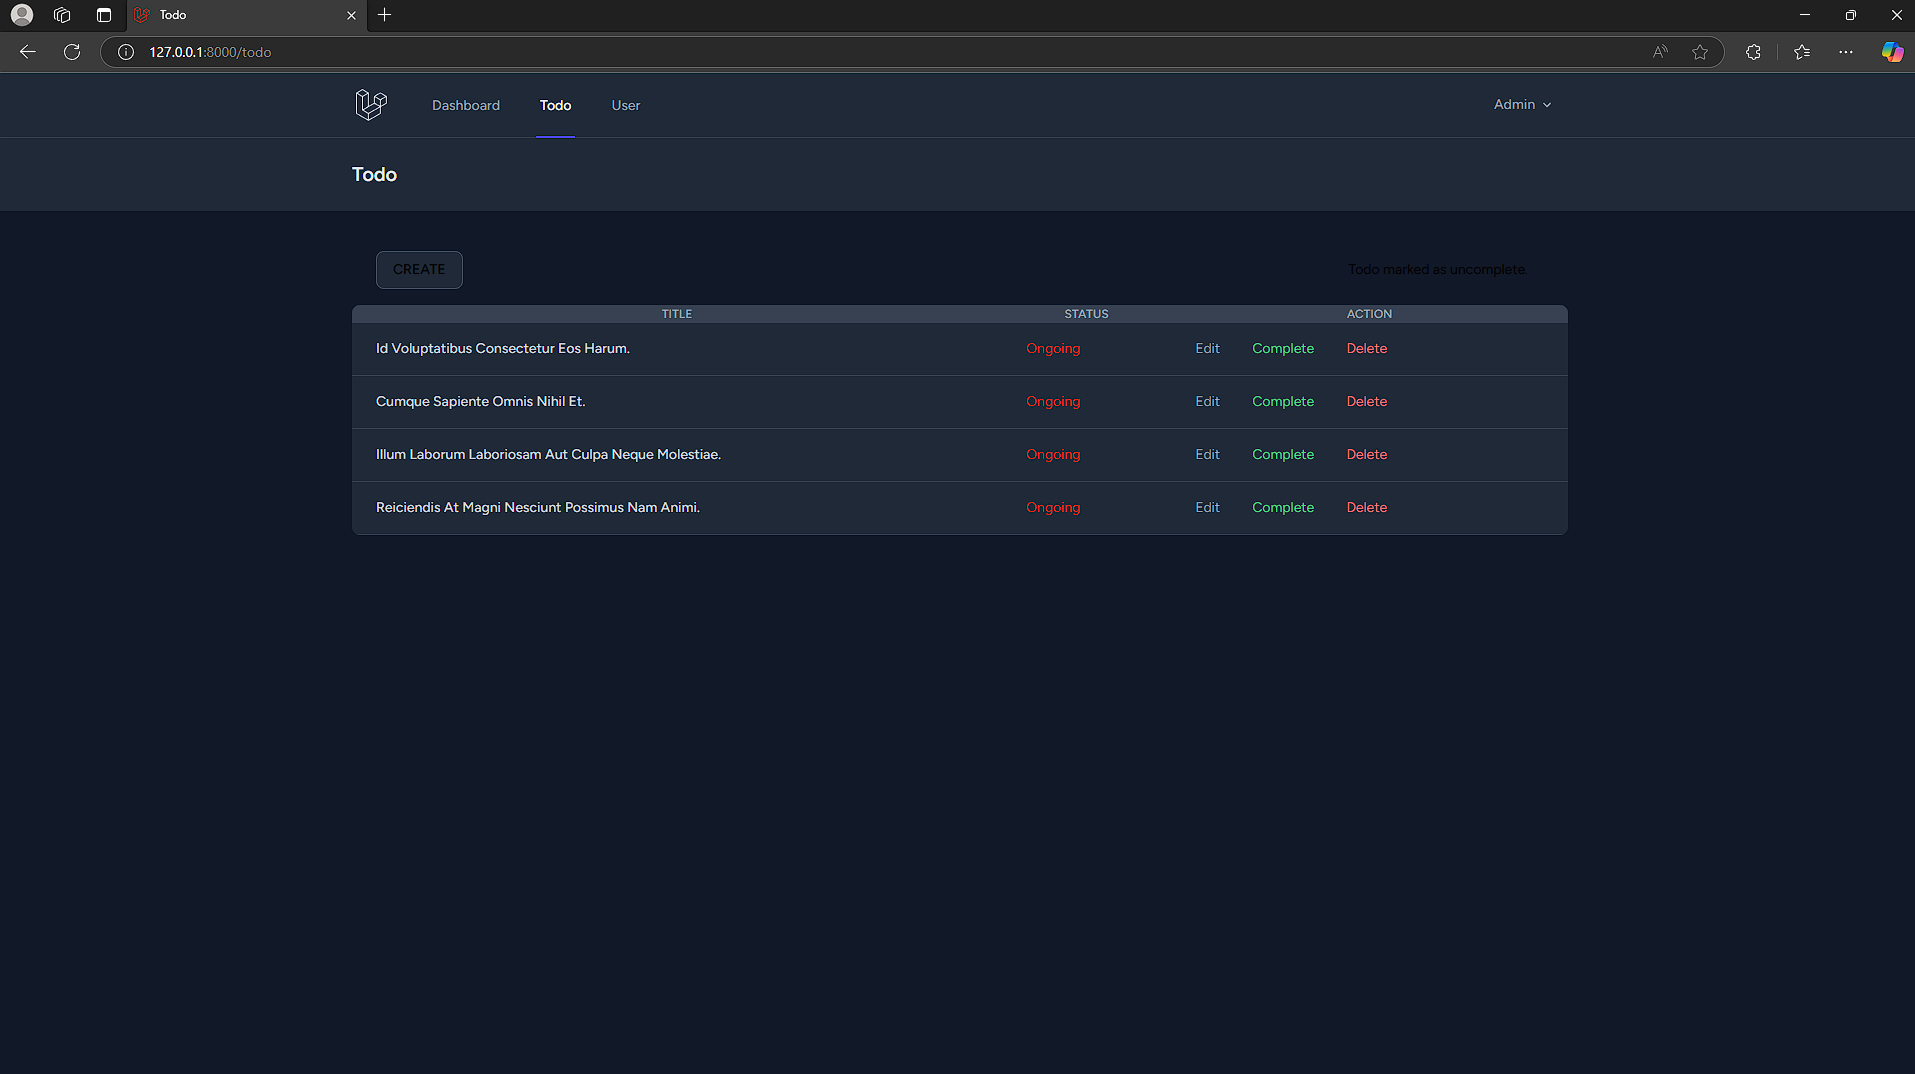 Todo
127.0.0.1:8000/todo
Dashboard Todo User Admin
Todo
CREATE Todo marked as uncomplete.
TITLE STATUS ACTION
Id Voluptatibus Consectetur Eos Harum. Ongoing Edit Complete Delete
Cumque Sapiente Omnis Nihil Et. Ongoing Edit Complete Delete
Illum Laborum Laboriosam Aut Culpa Neque Molestiae. Ongoing Edit Complete Delete
Reiciendis At Magni Nesciunt Possimus Nam Animi. Ongoing Edit Complete Delete